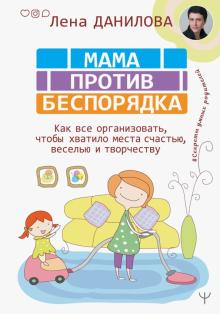 Лена ДАНИЛОВА
МАМА
ПРОТИВ
БЕСПОРЯДКА
Как все организовать,
чтобы хватило места счастью,
веселью и творчеству
#Секреты умных родителей